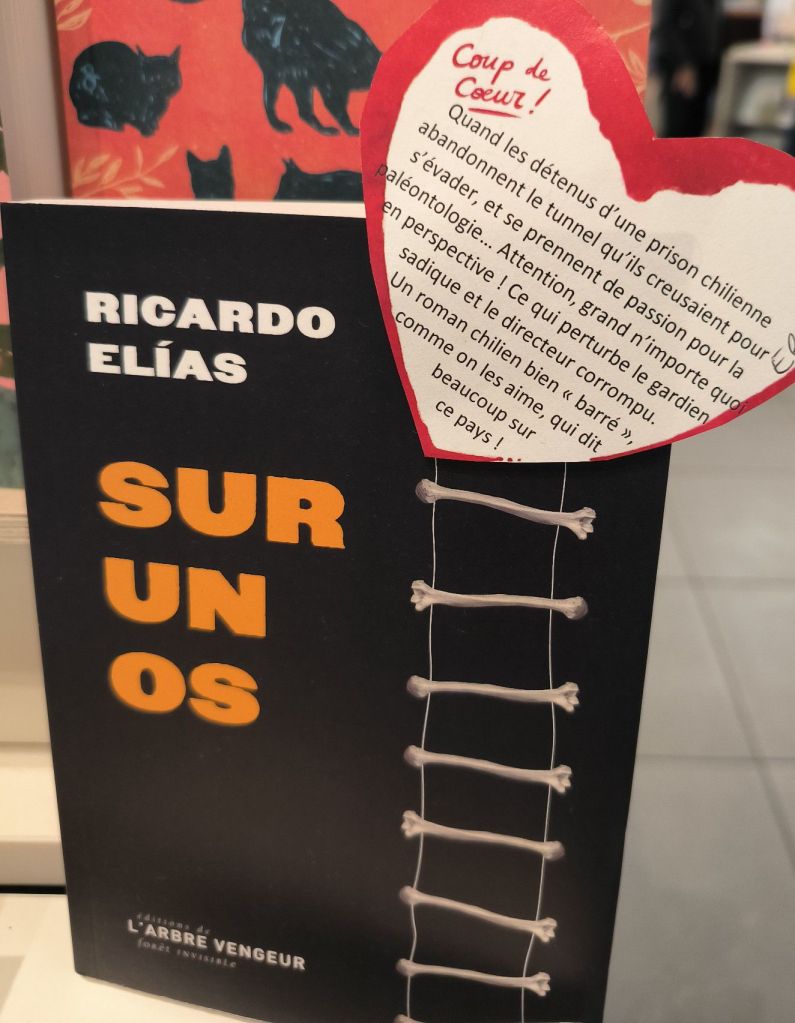 Coup de
Cœur !
Quand les détenus d'une prison chilienne
abandonnent le tunnel qu'ils creusaient pour
s'évader, et se prennent de passion pour la
paléontologie... Attention, grand n'importe quoi
en perspective ! Ce qui perturbe le gardien
sadique et le directeur corrompu.
Un roman chilien bien « barré »,
comme on les aime, qui dit
beaucoup sur
ce pays !
RICARDO
ELÍAS
SUR
UN
OS
éditions de
L'ARBRE VENGEUR
FORÊT INVISIBLE